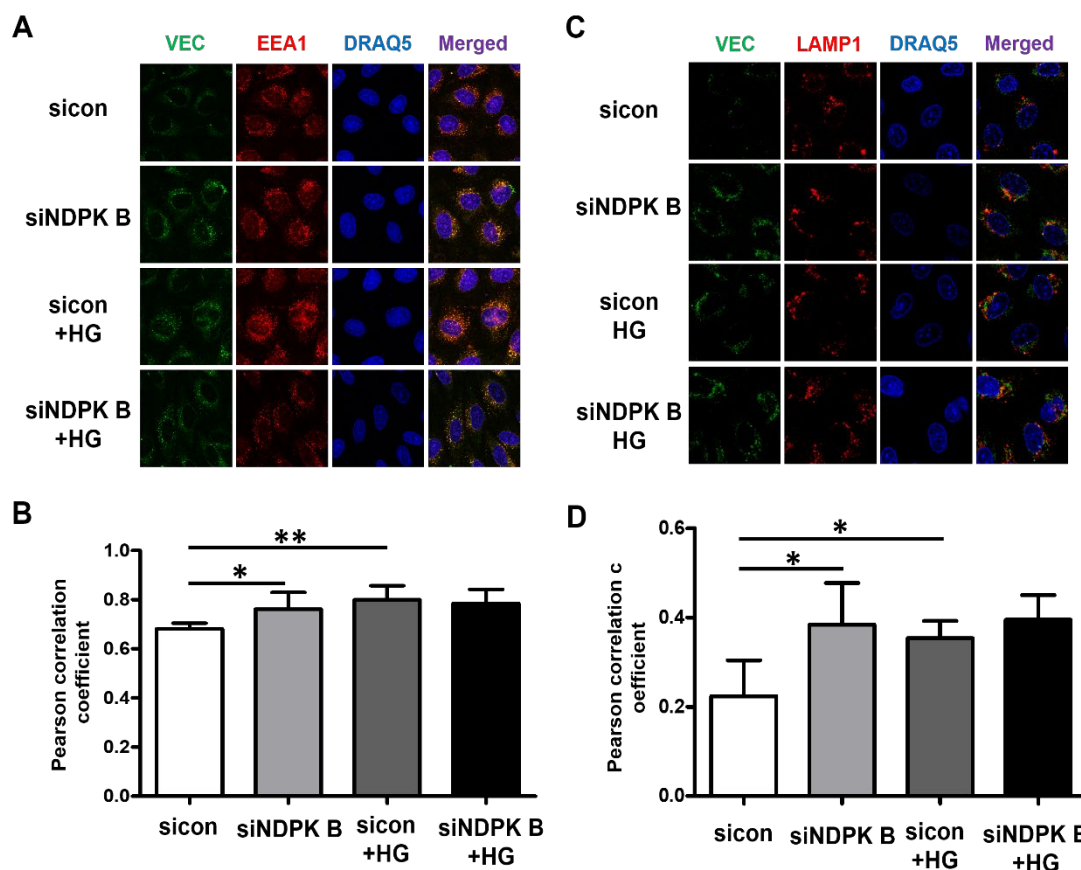 A
VEC EEA1 DRAQ5 Merged
sicon
siNDPK B
sicon
+HG
siNDPK B
+HG
C
VEC LAMP1 DRAQ5 Merged
sicon
siNDPK B
sicon
HG
siNDPK B
HG
B
Pearson correlation
coefficient
1.0
0.8
0.6
0.4
0.2
0.0
**
*
sicon
siNDPK B
sicon
+HG
siNDPK B
+HG
D
Pearson correlation c
oefficient
0.6
0.4
0.2
0.0
*
*
sicon
siNDPK B
sicon
+HG
siNDPK B
+HG